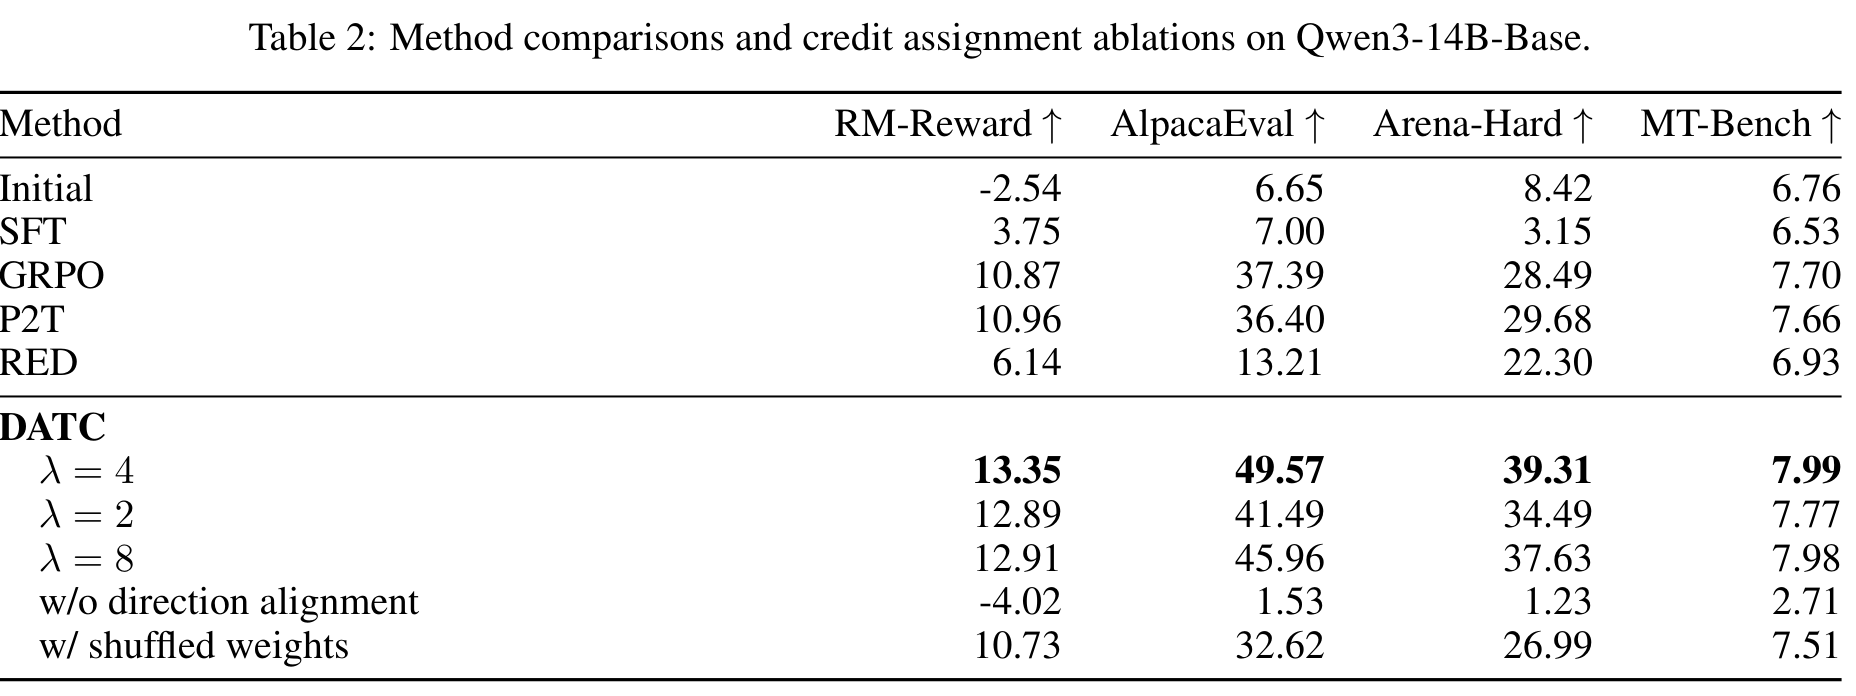 Table 2: Method comparisons and credit assignment ablations on Qwen3-14B-Base.
Method RM-Reward ↑ AlpacaEval ↑ Arena-Hard ↑ MT-Bench ↑
Initial -2.54 6.65 8.42 6.76
SFT 3.75 7.00 3.15 6.53
GRPO 10.87 37.39 28.49 7.70
P2T 10.96 36.40 29.68 7.66
RED 6.14 13.21 22.30 6.93
DATC
λ = 4 13.35 49.57 39.31 7.99
λ = 2 12.89 41.49 34.49 7.77
λ = 8 12.91 45.96 37.63 7.98
w/o direction alignment -4.02 1.53 1.23 2.71
w/ shuffled weights 10.73 32.62 26.99 7.51